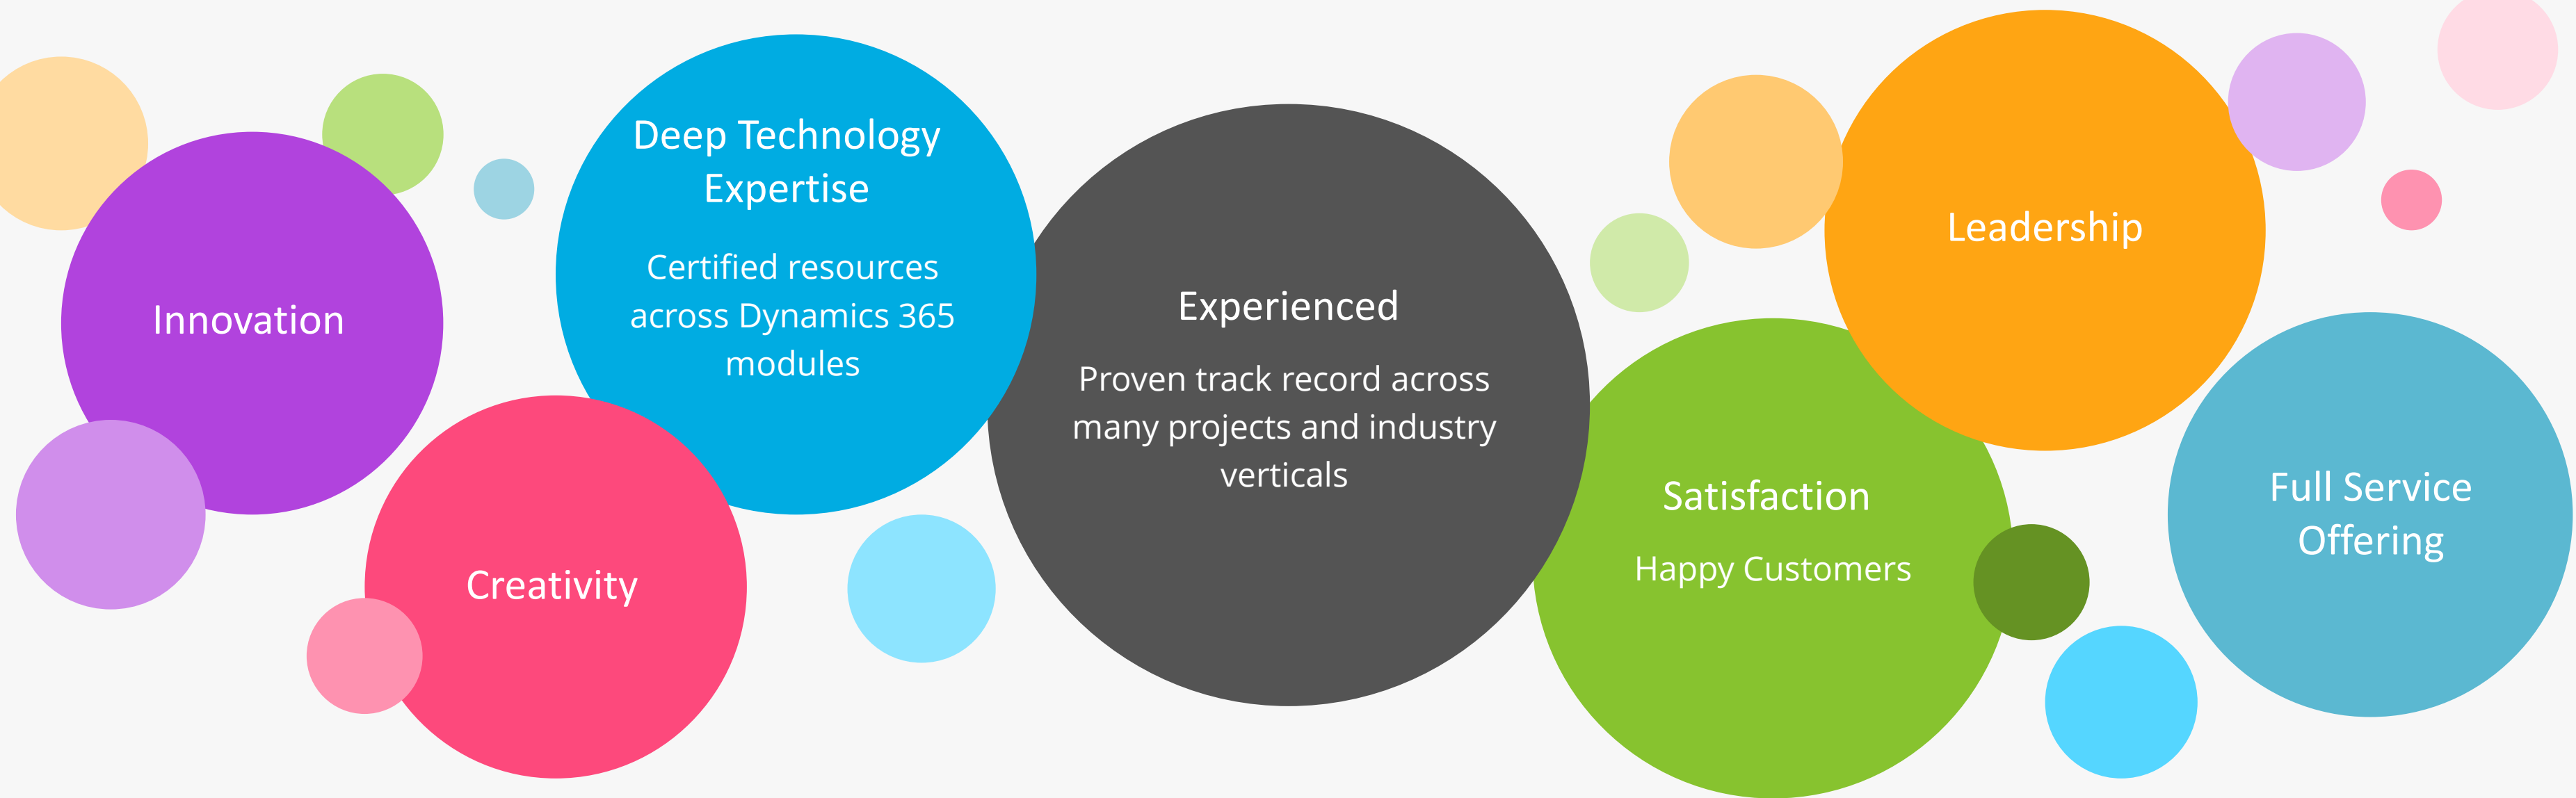 Innovation
Creativity
Deep Technology
Expertise
Certified resources
across Dynamics 365
modules
Experienced
Proven track record across
many projects and industry
verticals
Satisfaction
Happy Customers
Leadership
Full Service
Offering